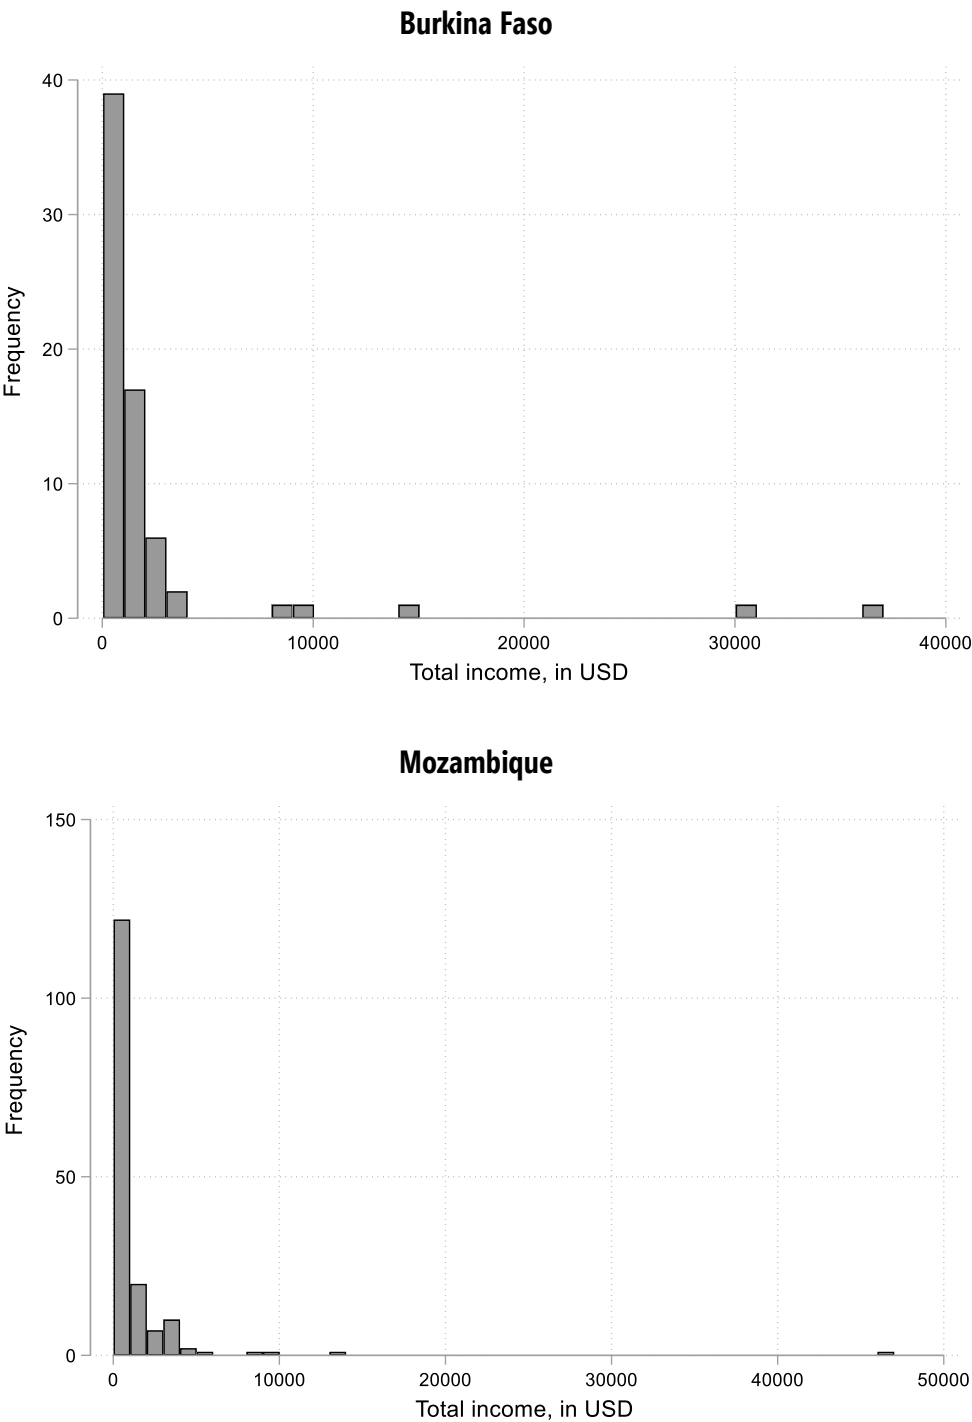 Burkina Faso
40
30
20
10
0
Frequency
0 10000 20000 30000 40000
Total income, in USD
Mozambique
150
100
50
0
Frequency
0 10000 20000 30000 40000 50000
Total income, in USD